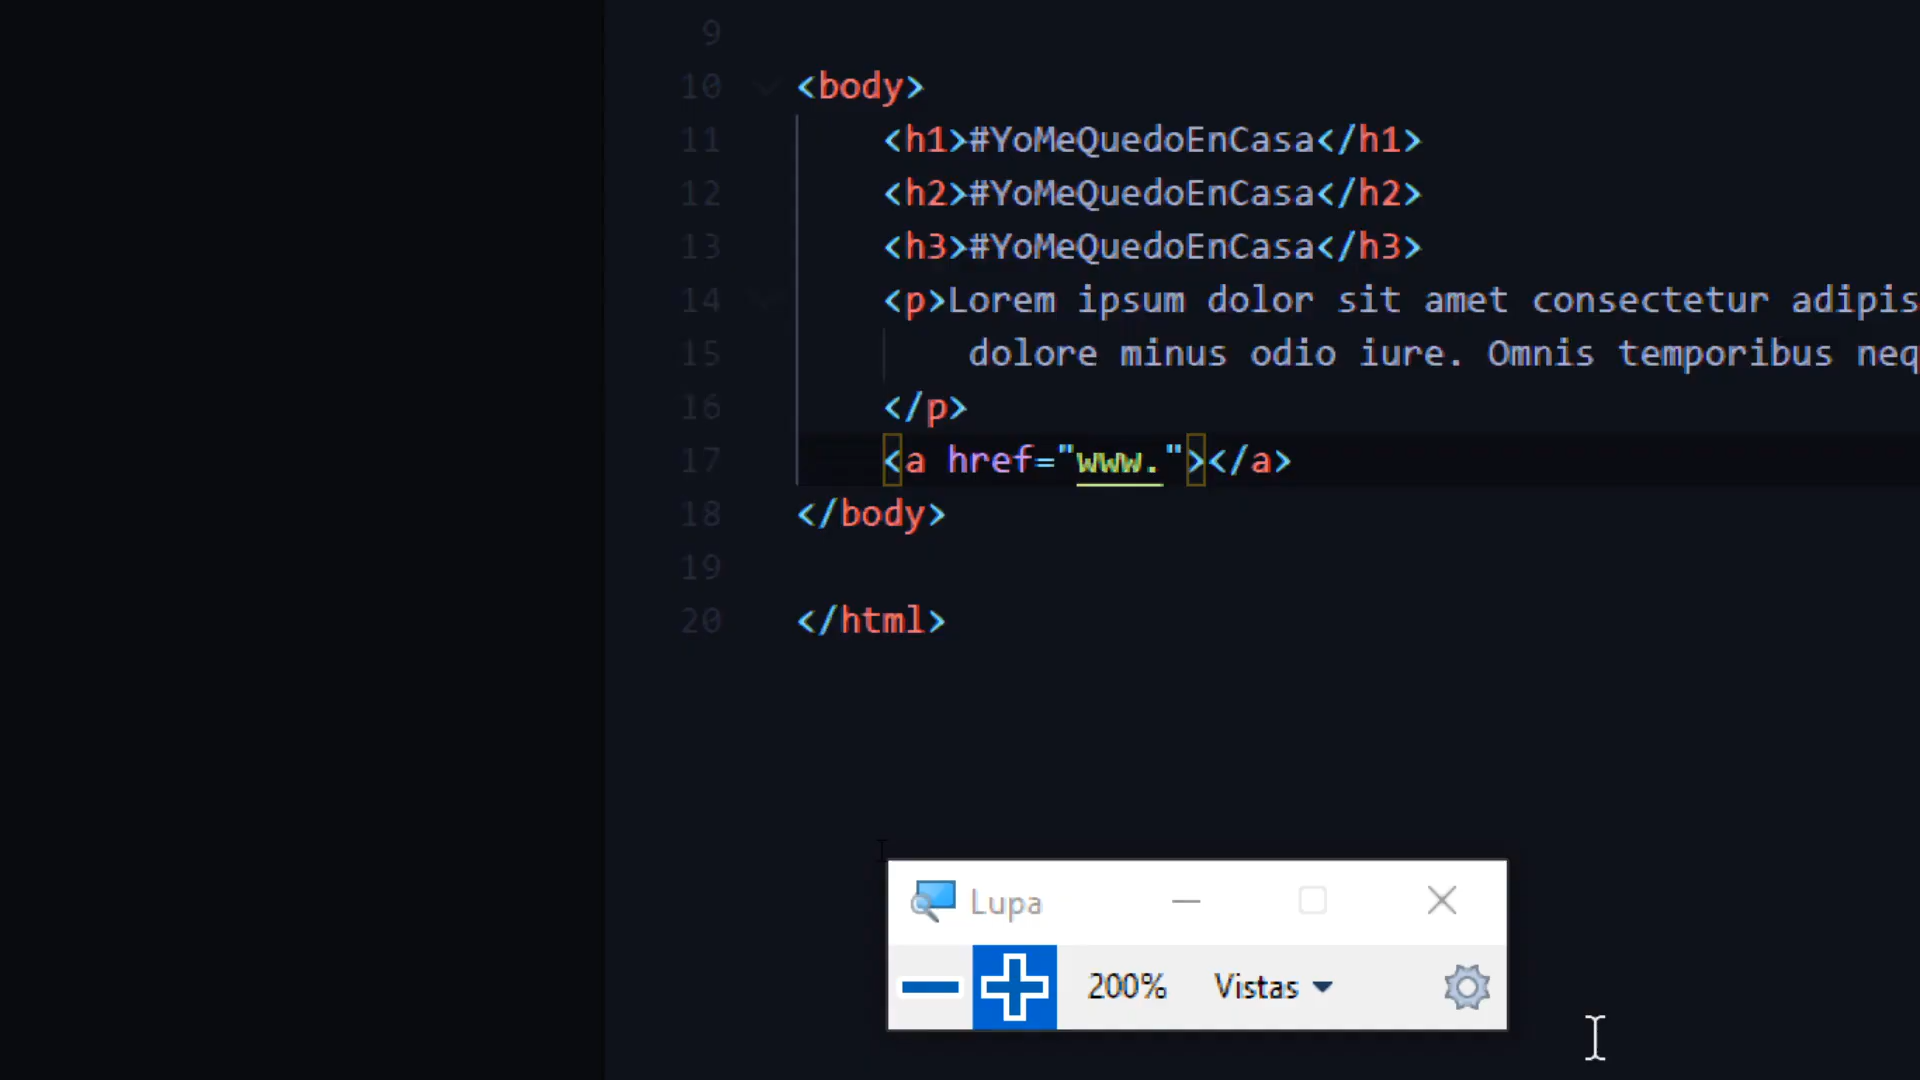 9
10 <body>
11 <h1>#YoMeQuedoEnCasa</h1>
12 <h2>#YoMeQuedoEnCasa</h2>
13 <h3>#YoMeQuedoEnCasa</h3>
14 <p>Lorem ipsum dolor sit amet consectetur adipis
15 dolore minus odio iure. Omnis temporibus neq
16 </p>
17 <a href="www."></a>
18 </body>
19
20 </html>
Lupa
200% Vistas